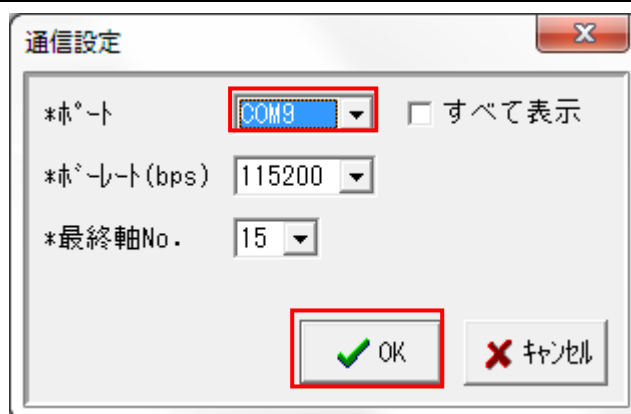 通信設定
*ﾎﾟｰﾄ COM9 すべて表示
*ﾎﾞｰﾚｰﾄ(bps) 115200
*最終軸No. 15
OK ｷｬﾝｾﾙ